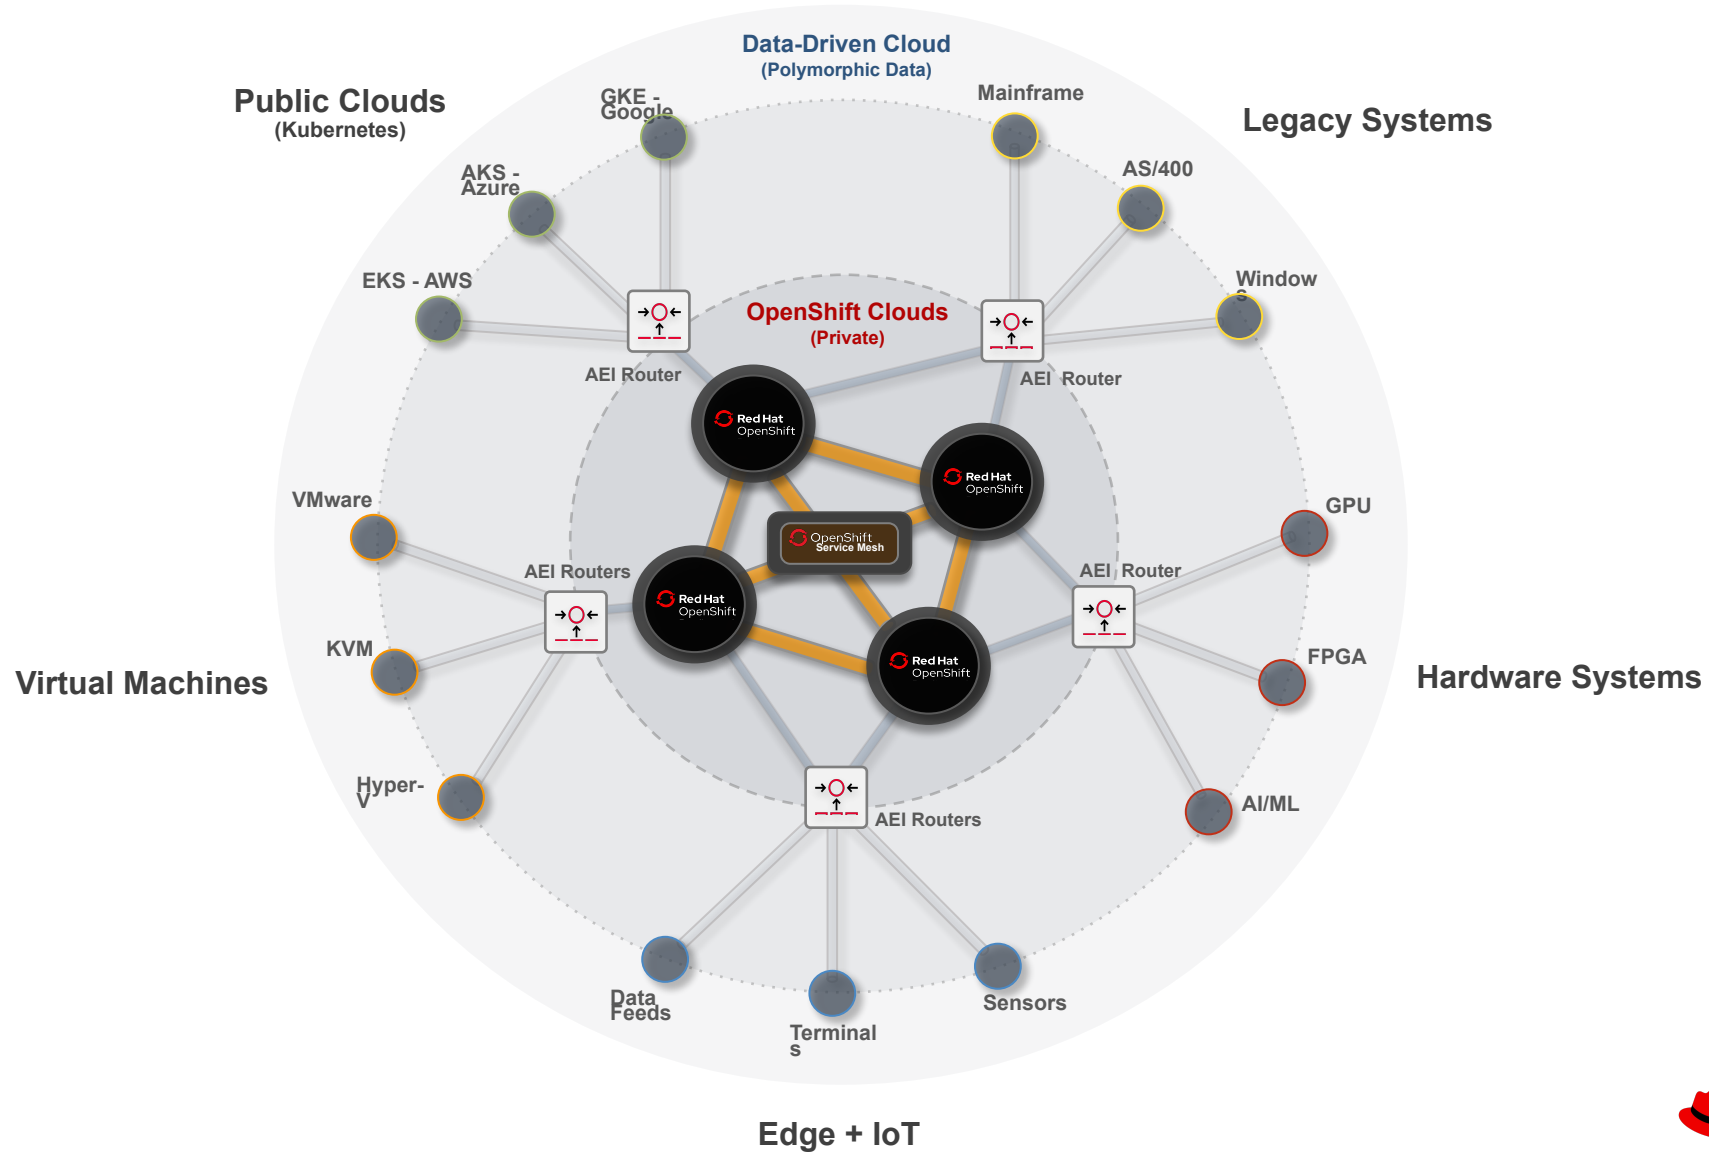 Data-Driven Cloud
(Polymorphic Data)
Public Clouds
(Kubernetes)
GKE -
Google
Mainframe
Legacy Systems
AKS -
Azure
AS/400
EKS - AWS
Window
s
OpenShift Clouds
(Private)
AEI Router
AEI Router
Red Hat
OpenShift
Red Hat
OpenShift
VMware
GPU
OpenShift
Service Mesh
AEI Routers
AEI Router
Red Hat
OpenShift
KVM
Red Hat
OpenShift
FPGA
Virtual Machines
Hardware Systems
Hyper-
V
AI/ML
AEI Routers
Data
Feeds
Terminal
s
Sensors
Edge + IoT